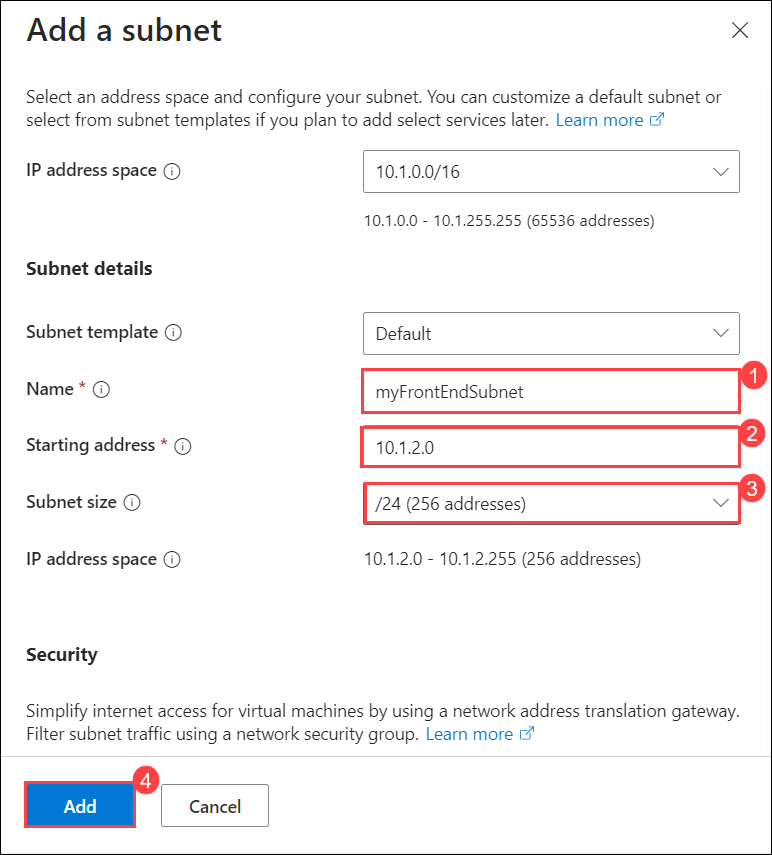 Add a subnet
Select an address space and configure your subnet. You can customize a default subnet or
select from subnet templates if you plan to add select services later. Learn more
IP address space
10.1.0.0/16
10.1.0.0 - 10.1.255.255 (65536 addresses)
Subnet details
Subnet template
Default
Name *
myFrontEndSubnet
1
Starting address *
10.1.2.0
2
Subnet size
/24 (256 addresses)
3
IP address space
10.1.2.0 - 10.1.2.255 (256 addresses)
Security
Simplify internet access for virtual machines by using a network address translation gateway.
Filter subnet traffic using a network security group. Learn more
Add
4
Cancel